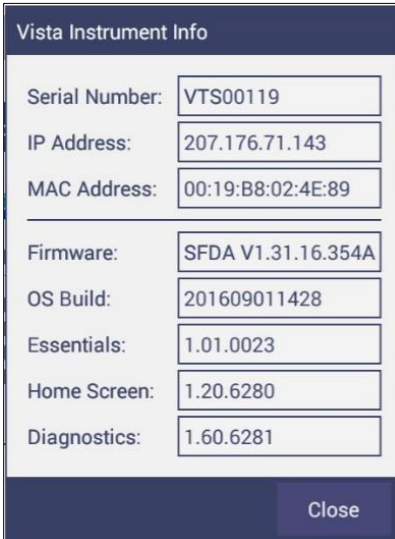 Vista Instrument Info
Serial Number: VTS00119
IP Address: 207.176.71.143
MAC Address: 00:19:B8:02:4E:89
Firmware: SFDA V1.31.16.354A
OS Build: 201609011428
Essentials: 1.01.0023
Home Screen: 1.20.6280
Diagnostics: 1.60.6281
Close